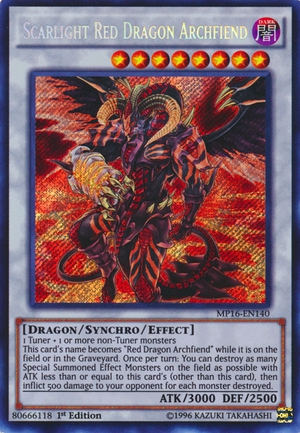 SCARLIGHT RED DRAGON ARCHFIEND
DARK
闇
MP16-EN140
[DRAGON/SYNCHRO/EFFECT]
1 Tuner + 1 or more non-Tuner monsters
This card's name becomes "Red Dragon Archfiend" while it is on the
field or in the Graveyard. Once per turn: You can destroy as many
Special Summoned Effect Monsters on the field as possible with
ATK less than or equal to this card's (other than this card), then
inflict 500 damage to your opponent for each monster destroyed.
ATK/3000 DEF/2500
80666118 1st Edition ©1996 KAZUKI TAKAHASHI